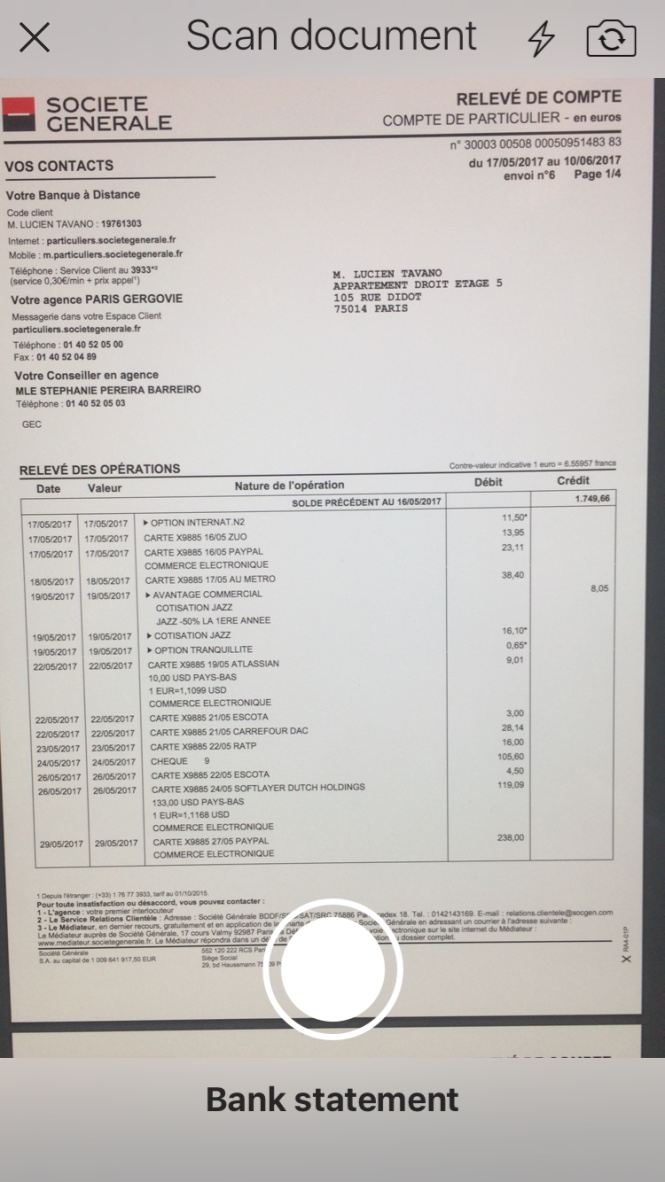 Scan document
SOCIETE
GENERALE
RELEVÉ DE COMPTE
COMPTE DE PARTICULIER - en euros
n° 30003 00508 00050951483 83
du 17/05/2017 au 10/06/2017
envoi n°6 Page 1/4
VOS CONTACTS
Votre Banque à Distance
Code client
M. LUCIEN TAVANO : 19761303
Internet : particuliers.societegenerale.fr
Mobile : m.particuliers.societegenerale.fr
Téléphone : Service Client au 3933
(service 0,30€/min + prix appel¹)
Votre agence PARIS GERGOVIE
Messagerie dans votre Espace Client
particuliers.societegenerale.fr
Téléphone : 01 40 52 05 00
Fax : 01 40 52 04 89
Votre Conseiller en agence
MLE STEPHANIE PEREIRA BARREIRO
Téléphone : 01 40 52 05 03
GEC
M. LUCIEN TAVANO
APPARTEMENT DROIT ETAGE 5
105 RUE DIDOT
75014 PARIS
RELEVÉ DES OPÉRATIONS
Contre-valeur indicative 1 euro = 6.55957 francs
Date Valeur Nature de l'opération Débit Crédit
SOLDE PRÉCÉDENT AU 16/05/2017 1.749,66
17/05/2017 17/05/2017 ▶ OPTION INTERNAT.N2 11,50*
17/05/2017 17/05/2017 CARTE X9885 16/05 ZUO 13,95
17/05/2017 17/05/2017 CARTE X9885 16/05 PAYPAL 23,11
COMMERCE ELECTRONIQUE
18/05/2017 18/05/2017 CARTE X9885 17/05 AU METRO 38,40
19/05/2017 19/05/2017 ▶ AVANTAGE COMMERCIAL 8,05
COTISATION JAZZ
JAZZ -50% LA 1ERE ANNEE
19/05/2017 19/05/2017 ▶ COTISATION JAZZ 16,10*
19/05/2017 19/05/2017 ▶ OPTION TRANQUILLITE 0,65*
22/05/2017 22/05/2017 CARTE X9885 19/05 ATLASSIAN 9,01
10,00 USD PAYS-BAS
1 EUR=1,1099 USD
COMMERCE ELECTRONIQUE
22/05/2017 22/05/2017 CARTE X9885 21/05 ESCOTA 3,00
22/05/2017 22/05/2017 CARTE X9885 21/05 CARREFOUR DAC 28,14
23/05/2017 23/05/2017 CARTE X9885 22/05 RATP 16,00
24/05/2017 24/05/2017 CHEQUE 9 105,60
26/05/2017 26/05/2017 CARTE X9885 22/05 ESCOTA 4,50
26/05/2017 26/05/2017 CARTE X9885 24/05 SOFTLAYER DUTCH HOLDINGS 119,09
133,00 USD PAYS-BAS
1 EUR=1,1168 USD
COMMERCE ELECTRONIQUE
29/05/2017 29/05/2017 CARTE X9885 27/05 PAYPAL 238,00
COMMERCE ELECTRONIQUE
1 Depuis l'étranger : (+33) 1 76 77 3933, tarif au 01/10/2015.
Pour toute insatisfaction ou désaccord, vous pouvez contacter :
1 - L'agence : votre premier interlocuteur
2 - Le Service Relations Clientèle : Adresse : Société Générale 75886 18. Tel. : 0142143169. E-mail : relations.clientele@socgen.com
3 - Le Médiateur, en dernier recours, gratuitement et en application de la Société Générale en adressant un courrier à l'adresse suivante :
Le Médiateur auprès de Société Générale, 17 cours Valmy 92987 sur le site internet du Médiateur :
www.mediateur.societegenerale.fr. Le Médiateur répondra dans un dossier complet.
Société Générale
S.A. au capital de 1 009 641 917,50 EUR
552 120 222 RCS
Siège Social
29, bd Haussmann
X RA4-01P
Bank statement